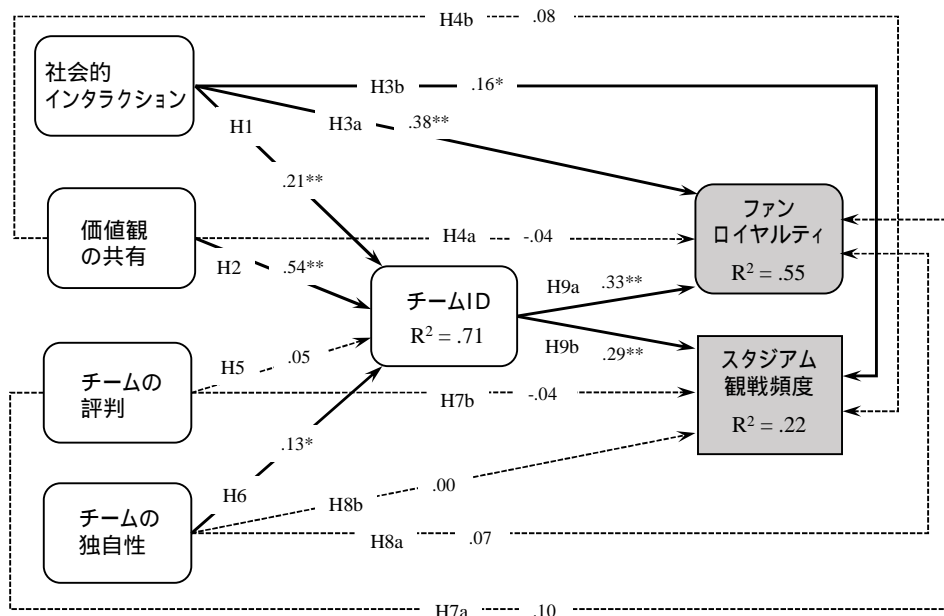 H4b .08
社会的
インタラクション
H3b .16*
H3a .38**
H1
.21**
価値観
の共有
H4a -.04
H2 .54**
ファン
ロイヤルティ
R² = .55
チームID
R² = .71
H9a .33**
H9b .29**
チームの
評判
H5 .05
H7b -.04
スタジアム
観戦頻度
R² = .22
.13*
H6
チームの
独自性
H8b .00
H8a .07
H7a .10